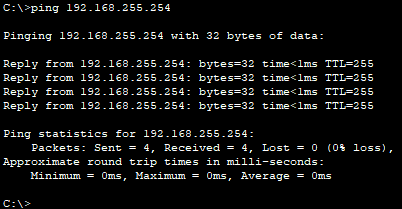 C:\>ping 192.168.255.254
Pinging 192.168.255.254 with 32 bytes of data:
Reply from 192.168.255.254: bytes=32 time<1ms TTL=255
Reply from 192.168.255.254: bytes=32 time<1ms TTL=255
Reply from 192.168.255.254: bytes=32 time<1ms TTL=255
Reply from 192.168.255.254: bytes=32 time<1ms TTL=255
Ping statistics for 192.168.255.254:
    Packets: Sent = 4, Received = 4, Lost = 0 (0% loss),
Approximate round trip times in milli-seconds:
    Minimum = 0ms, Maximum = 0ms, Average = 0ms
C:\>